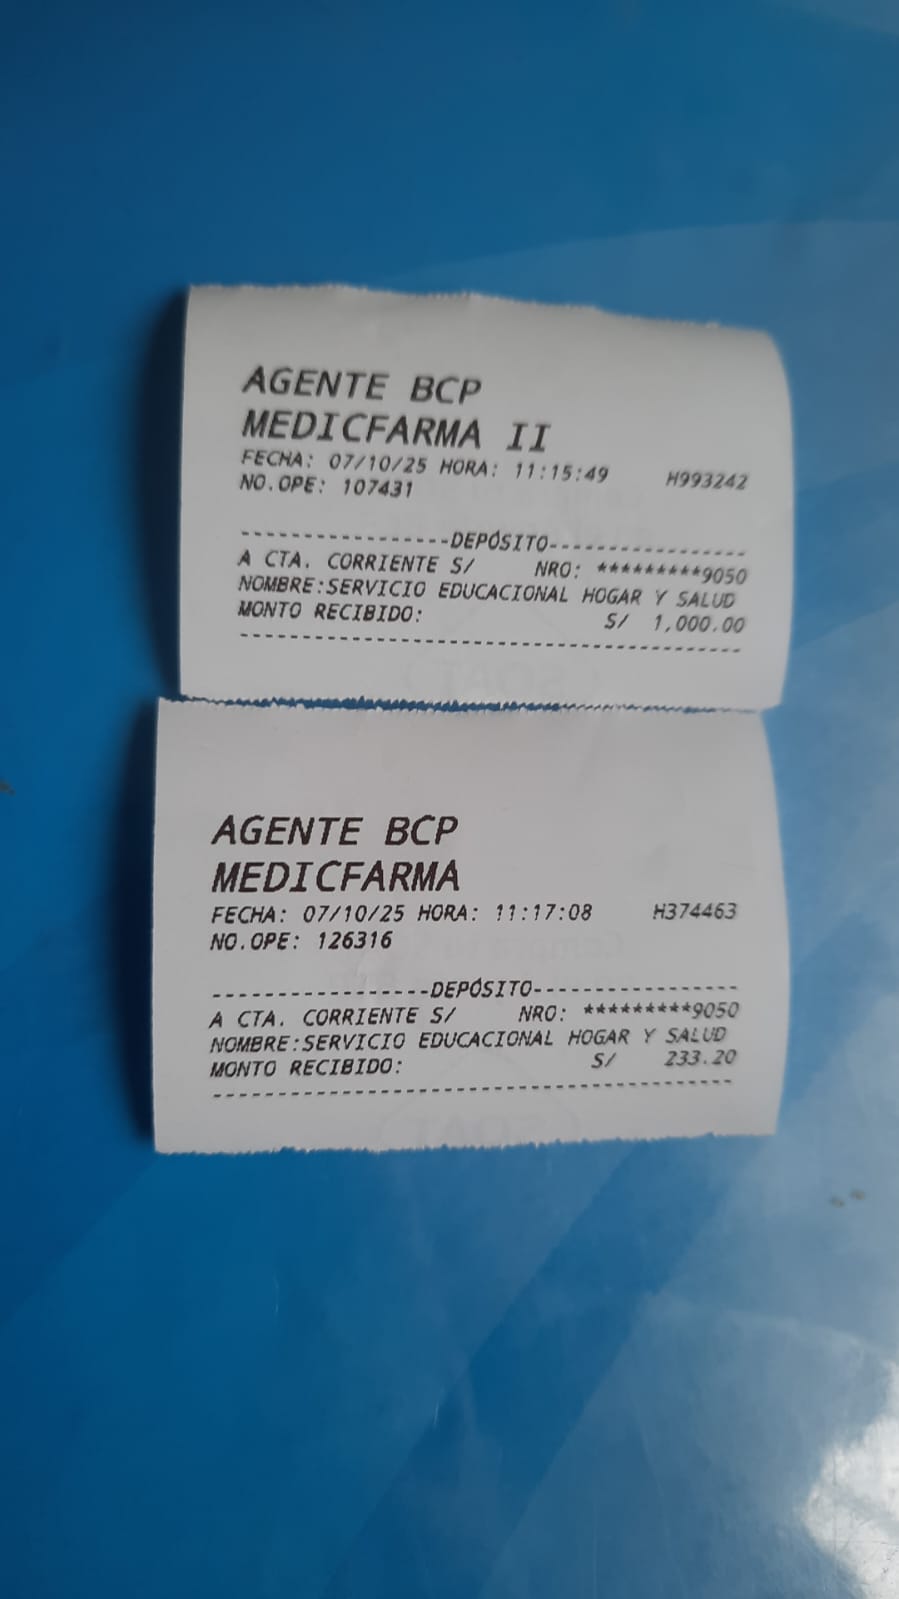 AGENTE BCP
MEDICFARMA II
FECHA: 07/10/25 HORA: 11:15:49 H993242
NO.OPE: 107431
-----------------DEPÓSITO----------------
A CTA. CORRIENTE S/ NRO: *********9050
NOMBRE:SERVICIO EDUCACIONAL HOGAR Y SALUD
MONTO RECIBIDO: S/ 1,000.00
-----------------------------------------
AGENTE BCP
MEDICFARMA
FECHA: 07/10/25 HORA: 11:17:08 H374463
NO.OPE: 126316
-----------------DEPÓSITO----------------
A CTA. CORRIENTE S/ NRO: *********9050
NOMBRE:SERVICIO EDUCACIONAL HOGAR Y SALUD
MONTO RECIBIDO: S/ 233.20
-----------------------------------------